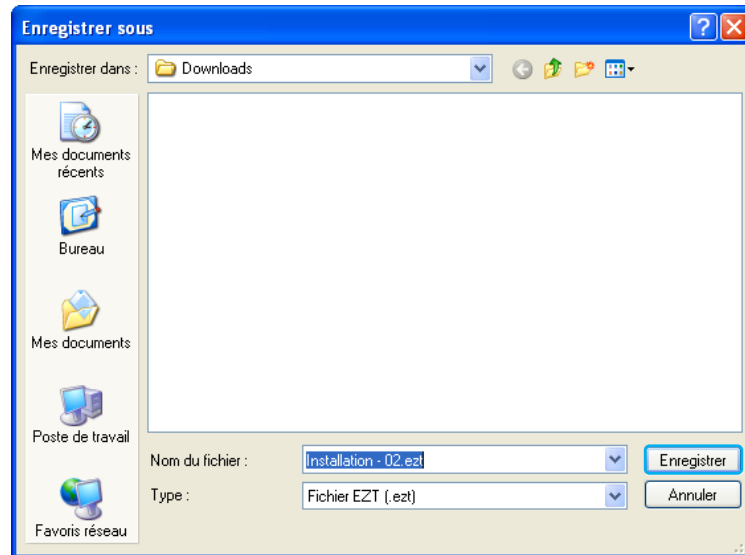 Enregistrer sous
Enregistrer dans :
Downloads
Mes documents
récents
Bureau
Mes documents
Poste de travail
Favoris réseau
Nom du fichier :
Installation - 02.ezt
Enregistrer
Type :
Fichier EZT (.ezt)
Annuler